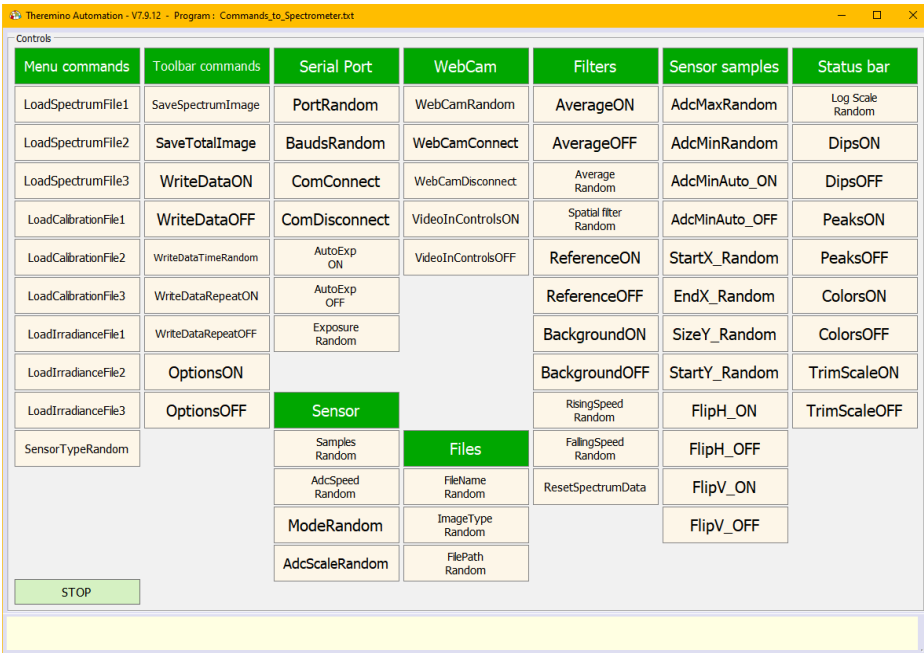 Theremino Automation - V7.9.12 - Program : Commands_to_Spectrometer.txt
Controls
Menu commands
LoadSpectrumFile1
LoadSpectrumFile2
LoadSpectrumFile3
LoadCalibrationFile1
LoadCalibrationFile2
LoadCalibrationFile3
LoadIrradianceFile1
LoadIrradianceFile2
LoadIrradianceFile3
SensorTypeRandom
STOP
Toolbar commands
SaveSpectrumImage
SaveTotalImage
WriteDataON
WriteDataOFF
WriteDataTimeRandom
WriteDataRepeatON
WriteDataRepeatOFF
OptionsON
OptionsOFF
Serial Port
PortRandom
BaudsRandom
ComConnect
ComDisconnect
AutoExp
ON
AutoExp
OFF
Exposure
Random
Sensor
Samples
Random
AdcSpeed
Random
ModeRandom
AdcScaleRandom
WebCam
WebCamRandom
WebCamConnect
WebCamDisconnect
VideoInControlsON
VideoInControlsOFF
Files
FileName
Random
ImageType
Random
FilePath
Random
Filters
AverageON
AverageOFF
Average
Random
Spatial filter
Random
ReferenceON
ReferenceOFF
BackgroundON
BackgroundOFF
RisingSpeed
Random
FallingSpeed
Random
ResetSpectrumData
Sensor samples
AdcMaxRandom
AdcMinRandom
AdcMinAuto_ON
AdcMinAuto_OFF
StartX_Random
EndX_Random
SizeY_Random
StartY_Random
FlipH_ON
FlipH_OFF
FlipV_ON
FlipV_OFF
Status bar
Log Scale
Random
DipsON
DipsOFF
PeaksON
PeaksOFF
ColorsON
ColorsOFF
TrimScaleON
TrimScaleOFF